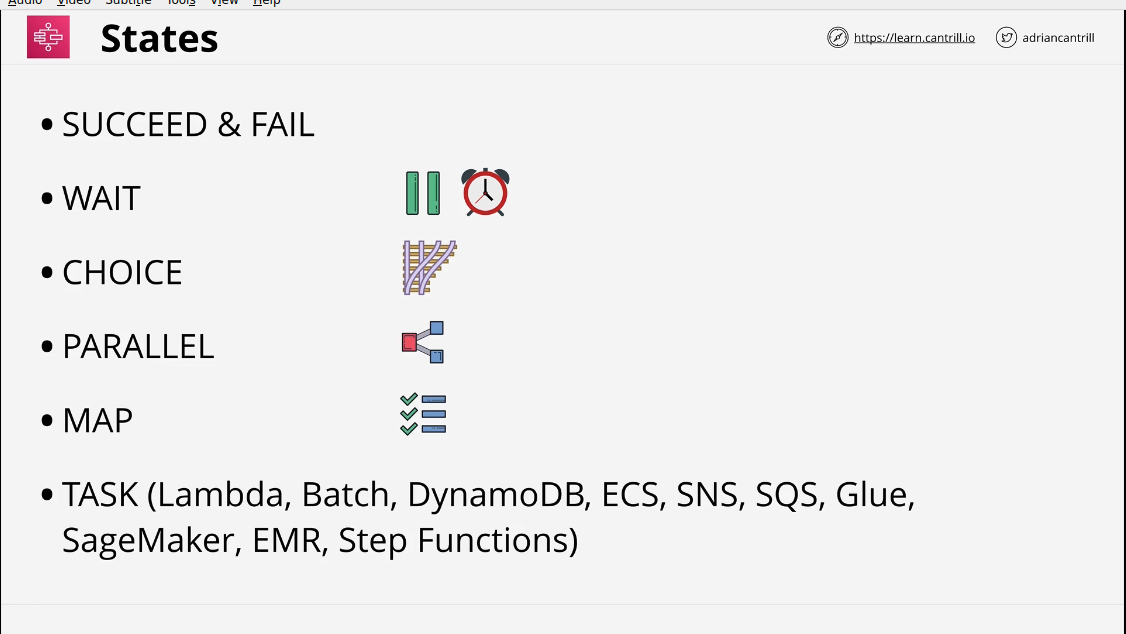 Audio Video Subtitle Tools View Help
States
https://learn.cantrill.io
adriancantrill
• SUCCEED & FAIL
• WAIT
• CHOICE
• PARALLEL
• MAP
• TASK (Lambda, Batch, DynamoDB, ECS, SNS, SQS, Glue,
SageMaker, EMR, Step Functions)